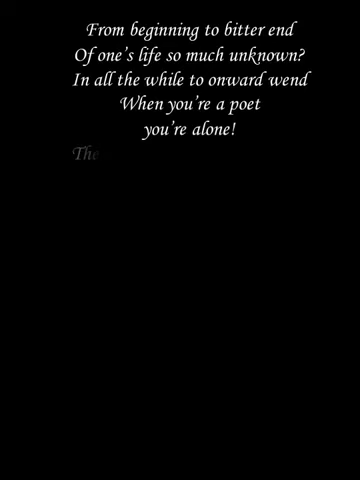 From beginning to bitter end
Of one's life so much unknown?
In all the while to onward wend
When you're a poet
you're alone!
The